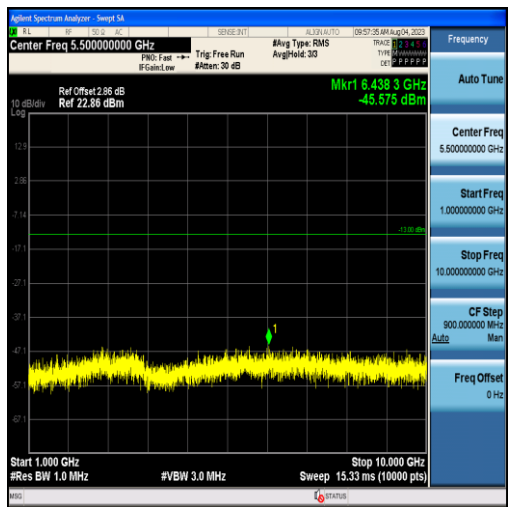 Agilent Spectrum Analyzer - Swept SA
RL RF 50 Ω AC SENSE:INT ALIGN AUTO 09:57:35 AM Aug 04, 2023
Center Freq 5.500000000 GHz
PNO: Fast
IFGain:Low
Trig: Free Run
#Atten: 30 dB
#Avg Type: RMS
Avg|Hold: 3/3
TRACE 1 2 3 4 5 6
TYPE
DET P P P P P P
Frequency
Ref Offset 2.86 dB
10 dB/div Ref 22.86 dBm
Log
Mkr1 6.438 3 GHz
-45.575 dBm
12.9
2.86
-7.14
-17.1
-27.1
-37.1
-47.1
-57.1
-67.1
-13.00 dBm
1
Start 1.000 GHz Stop 10.000 GHz
#Res BW 1.0 MHz #VBW 3.0 MHz Sweep 15.33 ms (10000 pts)
MSG STATUS
Auto Tune
Center Freq
5.500000000 GHz
Start Freq
1.000000000 GHz
Stop Freq
10.000000000 GHz
CF Step
900.000000 MHz
Auto Man
Freq Offset
0 Hz